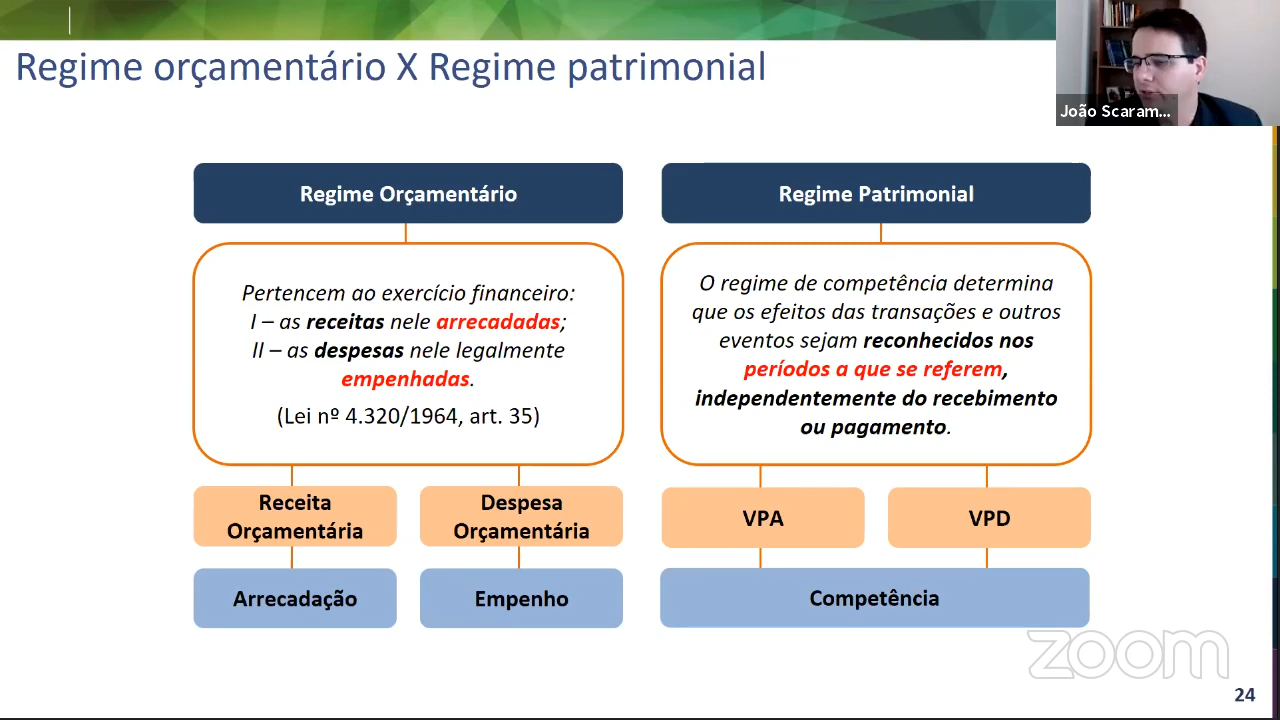 Regime orçamentário X Regime patrimonial
João Scaram...
Regime Orçamentário
Pertencem ao exercício financeiro:
I – as receitas nele arrecadadas;
II – as despesas nele legalmente
empenhadas.
(Lei nº 4.320/1964, art. 35)
Receita
Orçamentária
Despesa
Orçamentária
Arrecadação
Empenho
Regime Patrimonial
O regime de competência determina
que os efeitos das transações e outros
eventos sejam reconhecidos nos
períodos a que se referem,
independentemente do recebimento
ou pagamento.
VPA
VPD
Competência
zoom
24